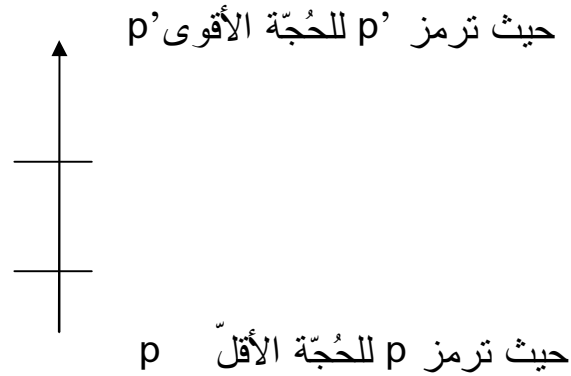 حيث ترمز p’ للحُجّة الأقوى p’
حيث ترمز p للحُجّة الأقلّ p